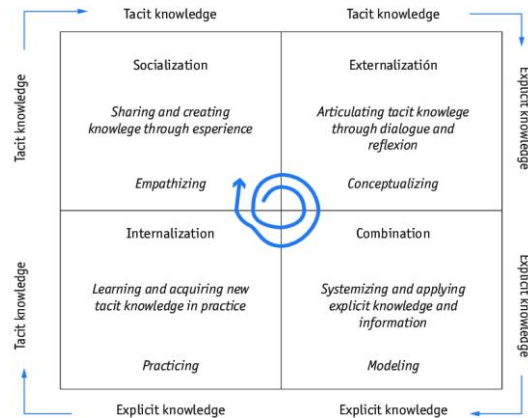 Tacit knowledge
Tacit knowledge
Tacit knowledge
Explicit knowledge
Socialization
Sharing and creating
knowlege through esperience
Empathizing
Externalizatión
Articulating tacit knowlege
through dialogue and
reflexion
Conceptualizing
Internalization
Learning and acquiring new
tacit knowledge in practice
Practicing
Combination
Systemizing and applying
explicit knowledge and
information
Modeling
Tacit knowledge
Explicit knowledge
Explicit knowledge
Explicit knowledge